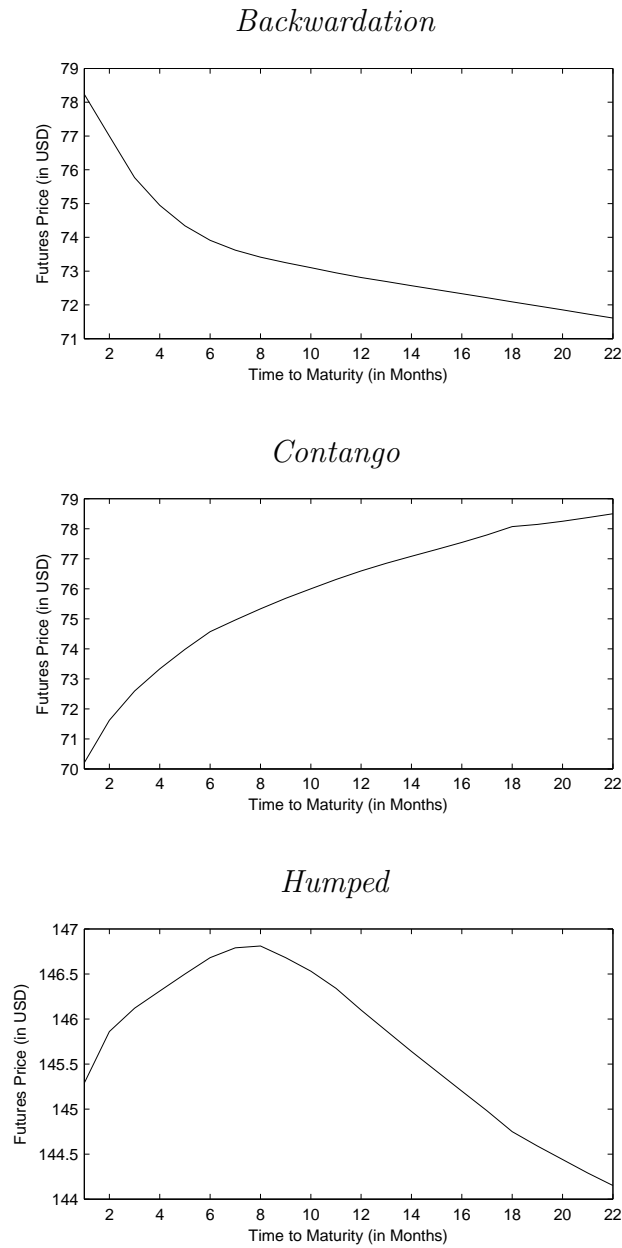 Backwardation
79
78
77
76
75
74
73
72
71
Futures Price (in USD)
2 4 6 8 10 12 14 16 18 20 22
Time to Maturity (in Months)
Contango
79
78
77
76
75
74
73
72
71
70
Futures Price (in USD)
2 4 6 8 10 12 14 16 18 20 22
Time to Maturity (in Months)
Humped
147
146.5
146
145.5
145
144.5
144
Futures Price (in USD)
2 4 6 8 10 12 14 16 18 20 22
Time to Maturity (in Months)